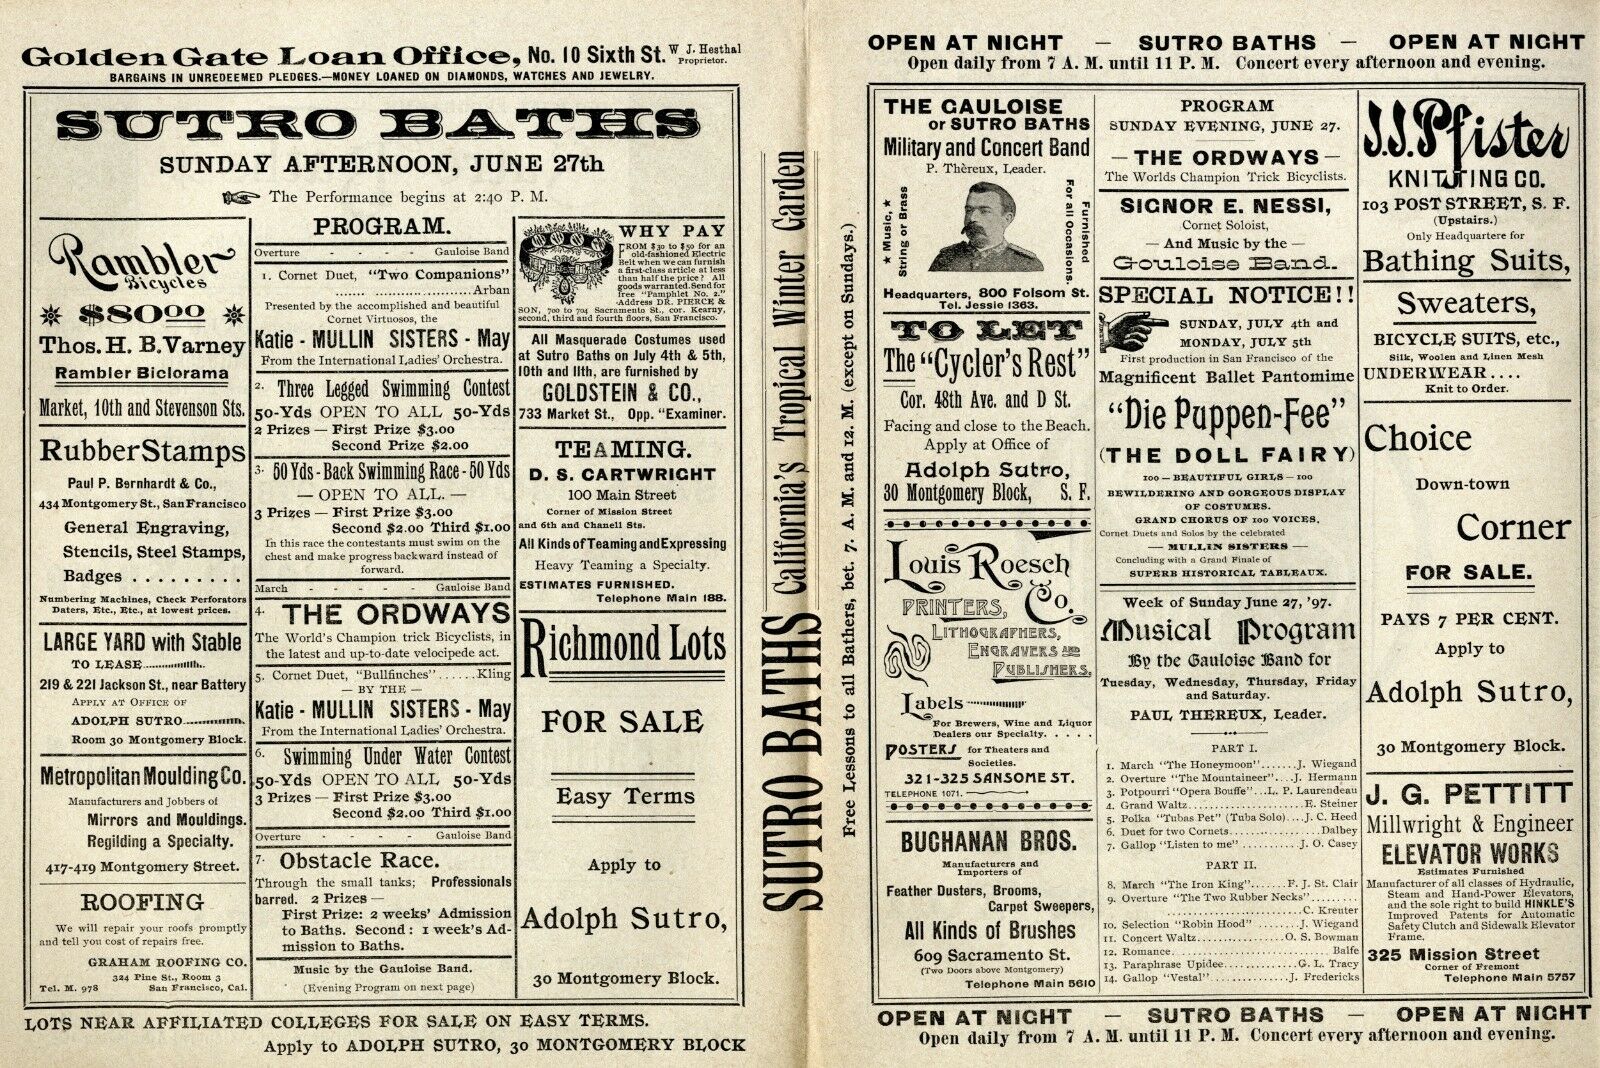 Golden Gate Loan Office, No. 10 Sixth St. W J. Hesthal Proprietor.
BARGAINS IN UNREDEEMED PLEDGES.—MONEY LOANED ON DIAMONDS, WATCHES AND JEWELRY.
SUTRO BATHS
SUNDAY AFTERNOON, JUNE 27th
The Performance begins at 2:40 P. M.
Rambler
Bicycles
$80.00
Thos. H. B. Varney
Rambler Biclorama
Market, 10th and Stevenson Sts.
Rubber Stamps
Paul P. Bernhardt & Co.,
434 Montgomery St., San Francisco
General Engraving,
Stencils, Steel Stamps,
Badges . . . . . . . . .
Numbering Machines, Check Perforators
Daters, Etc., Etc., at lowest prices.
LARGE YARD with Stable
TO LEASE
219 & 221 Jackson St., near Battery
APPLY AT OFFICE OF
ADOLPH SUTRO
Room 30 Montgomery Block.
Metropolitan Moulding Co.
Manufacturers and Jobbers of
Mirrors and Mouldings.
Regilding a Specialty.
417-419 Montgomery Street.
ROOFING
We will repair your roofs promptly
and tell you cost of repairs free.
GRAHAM ROOFING CO.
324 Pine St., Room 3
Tel. M. 978 San Francisco, Cal.
PROGRAM.
Overture - - - - Gauloise Band
1. Cornet Duet, "Two Companions"
.........................Arban
Presented by the accomplished and beautiful
Cornet Virtuosos, the
Katie - MULLIN SISTERS - May
From the International Ladies' Orchestra.
2. Three Legged Swimming Contest
50-Yds OPEN TO ALL 50-Yds
2 Prizes — First Prize $3.00
Second Prize $2.00
3. 50 Yds - Back Swimming Race - 50 Yds
— OPEN TO ALL. —
3 Prizes — First Prize $3.00
Second $2.00 Third $1.00
In this race the contestants must swim on the
chest and make progress backward instead of
forward.
March - - - - - Gauloise Band
4. THE ORDWAYS
The World's Champion trick Bicyclists, in
the latest and up-to-date velocipede act.
5. Cornet Duet, "Bullfinches"......Kling
— BY THE —
Katie - MULLIN SISTERS - May
From the International Ladies' Orchestra.
6. Swimming Under Water Contest
50-Yds OPEN TO ALL 50-Yds
3 Prizes — First Prize $3.00
Second $2.00 Third $1.00
Overture - - - - Gauloise Band
7. Obstacle Race.
Through the small tanks; Professionals
barred. 2 Prizes —
First Prize: 2 weeks' Admission
to Baths. Second: 1 week's Ad-
mission to Baths.
Music by the Gauloise Band.
(Evening Program on next page)
WHY PAY
FROM $30 to $50 for an
old-fashioned Electric
Belt when we can furnish
a first-class article at less
than half the price? All
goods warranted. Send for
free "Pamphlet No. 2."
Address DR. PIERCE &
SON, 700 to 704 Sacramento St., cor. Kearny,
second, third and fourth floors, San Francisco.
All Masquerade Costumes used
at Sutro Baths on July 4th & 5th,
10th and 11th, are furnished by
GOLDSTEIN & CO.,
733 Market St., Opp. "Examiner.
TEAMING.
D. S. CARTWRIGHT
100 Main Street
Corner of Mission Street
and 6th and Chanell Sts.
All Kinds of Teaming and Expressing
Heavy Teaming a Specialty.
ESTIMATES FURNISHED.
Telephone Main 188.
Richmond Lots
FOR SALE
Easy Terms
Apply to
Adolph Sutro,
30 Montgomery Block.
LOTS NEAR AFFILIATED COLLEGES FOR SALE ON EASY TERMS.
Apply to ADOLPH SUTRO, 30 MONTGOMERY BLOCK
SUTRO BATHS California's Tropical Winter Garden
Free Lessons to all Bathers, bet. 7. A. M. and 12. M. (except on Sundays.)
OPEN AT NIGHT — SUTRO BATHS — OPEN AT NIGHT
Open daily from 7 A. M. until 11 P. M. Concert every afternoon and evening.
THE GAULOISE
or SUTRO BATHS
Military and Concert Band
P. Thèreux, Leader.
★ Music, ★
String or Brass
Furnished
For all Occasions.
Headquarters, 800 Folsom St.
Tel. Jessie 1363.
TO LET
The "Cycler's Rest"
Cor. 48th Ave. and D St.
Facing and close to the Beach.
Apply at Office of
Adolph Sutro,
30 Montgomery Block, S. F.
Louis Roesch
Co.
PRINTERS,
LITHOGRAPHERS,
ENGRAVERS AND
PUBLISHERS.
Labels
For Brewers, Wine and Liquor
Dealers our Specialty. . . . .
POSTERS for Theaters and
Societies.
321-325 SANSOME ST.
TELEPHONE 1071.
BUCHANAN BROS.
Manufacturers and
Importers of
Feather Dusters, Brooms,
Carpet Sweepers,
All Kinds of Brushes
609 Sacramento St.
(Two Doors above Montgomery)
Telephone Main 5610
PROGRAM
SUNDAY EVENING, JUNE 27.
— THE ORDWAYS —
The Worlds Champion Trick Bicyclists.
SIGNOR E. NESSI,
Cornet Soloist,
— And Music by the —
Gouloise Band.
SPECIAL NOTICE!!
SUNDAY, JULY 4th and
MONDAY, JULY 5th
First production in San Francisco of the
Magnificent Ballet Pantomime
"Die Puppen-Fee"
(THE DOLL FAIRY)
100 — BEAUTIFUL GIRLS — 100
BEWILDERING AND GORGEOUS DISPLAY
OF COSTUMES.
GRAND CHORUS OF 100 VOICES.
Cornet Duets and Solos by the celebrated
— MULLIN SISTERS —
Concluding with a Grand Finale of
SUPERB HISTORICAL TABLEAUX.
Week of Sunday June 27, '97.
Musical Program
By the Gauloise Band for
Tuesday, Wednesday, Thursday, Friday
and Saturday.
PAUL THEREUX, Leader.
PART I.
1. March "The Honeymoon".......J. Wiegand
2. Overture "The Mountaineer"....J. Hermann
3. Potpourri "Opera Bouffe"...L. P. Laurendeau
4. Grand Waltz....................E. Steiner
5. Polka "Tubas Pet" (Tuba Solo)....J. C. Heed
6. Duet for two Cornets...............Dalbey
7. Gallop "Listen to me" ..........J. O. Casey
PART II.
8. March "The Iron King".......F. J. St. Clair
9. Overture "The Two Rubber Necks".........
.........................C. Kreuter
10. Selection "Robin Hood" ......J. Wiegand
11. Concert Waltz............O. S. Bowman
12. Romance.........................Balfe
13. Paraphrase Upidee............G. L. Tracy
14. Gallop "Vestal"..............J. Fredericks
J.J. Pfister
KNITTING CO.
103 POST STREET, S. F.
(Upstairs.)
Only Headquarter for
Bathing Suits,
Sweaters,
BICYCLE SUITS, etc.,
Silk, Woolen and Linen Mesh
UNDERWEAR....
Knit to Order.
Choice
Down-town
Corner
FOR SALE.
PAYS 7 PER CENT.
Apply to
Adolph Sutro,
30 Montgomery Block.
J. G. PETTITT
Millwright & Engineer
ELEVATOR WORKS
Estimates Furnished
Manufacturer of all classes of Hydraulic,
Steam and Hand-Power Elevators,
and the sole right to build HINKLE'S
Improved Patents for Automatic
Safety Clutch and Sidewalk Elevator
Frame.
325 Mission Street
Corner of Fremont
Telephone Main 5757
OPEN AT NIGHT — SUTRO BATHS — OPEN AT NIGHT
Open daily from 7 A. M. until 11 P. M. Concert every afternoon and evening.